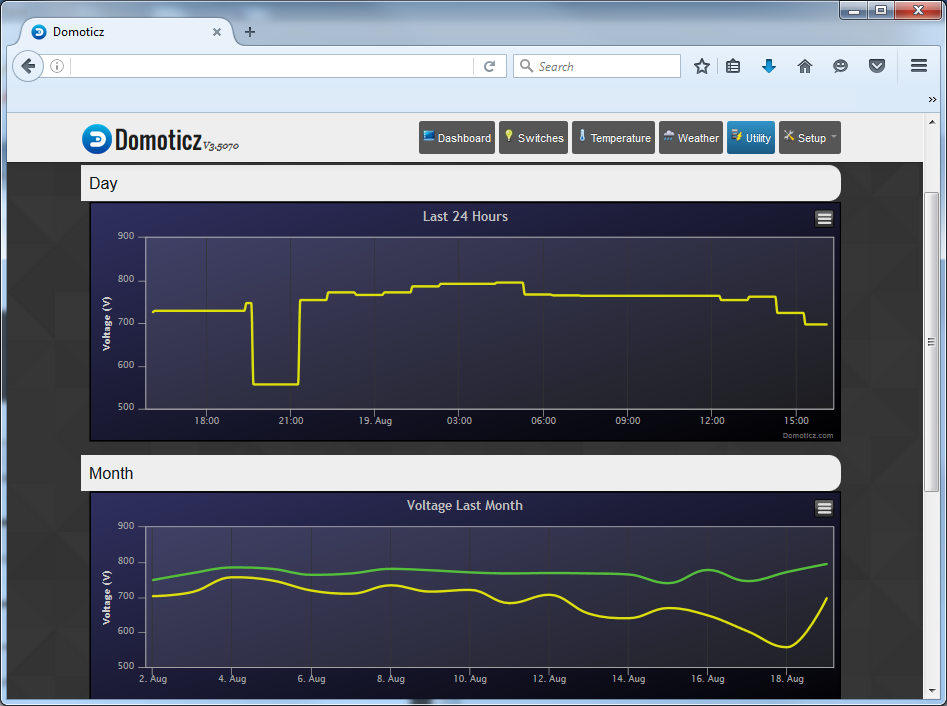 Domoticz
Search
Domoticz V3.5070
Dashboard Switches Temperature Weather Utility Setup
Day
Last 24 Hours
Voltage (V)
900
800
700
600
500
18:00 21:00 19. Aug 03:00 06:00 09:00 12:00 15:00
Domoticz.com
Month
Voltage Last Month
Voltage (V)
900
800
700
600
500
2. Aug 4. Aug 6. Aug 8. Aug 10. Aug 12. Aug 14. Aug 16. Aug 18. Aug